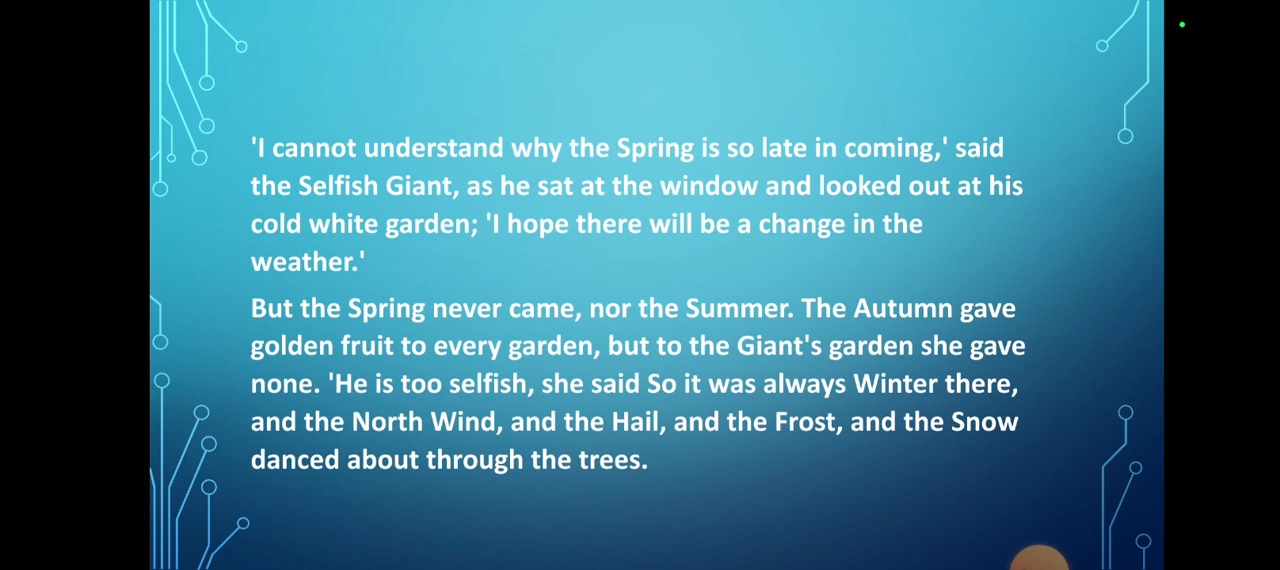 'I cannot understand why the Spring is so late in coming,' said
the Selfish Giant, as he sat at the window and looked out at his
cold white garden; 'I hope there will be a change in the
weather.'
But the Spring never came, nor the Summer. The Autumn gave
golden fruit to every garden, but to the Giant's garden she gave
none. 'He is too selfish, she said So it was always Winter there,
and the North Wind, and the Hail, and the Frost, and the Snow
danced about through the trees.